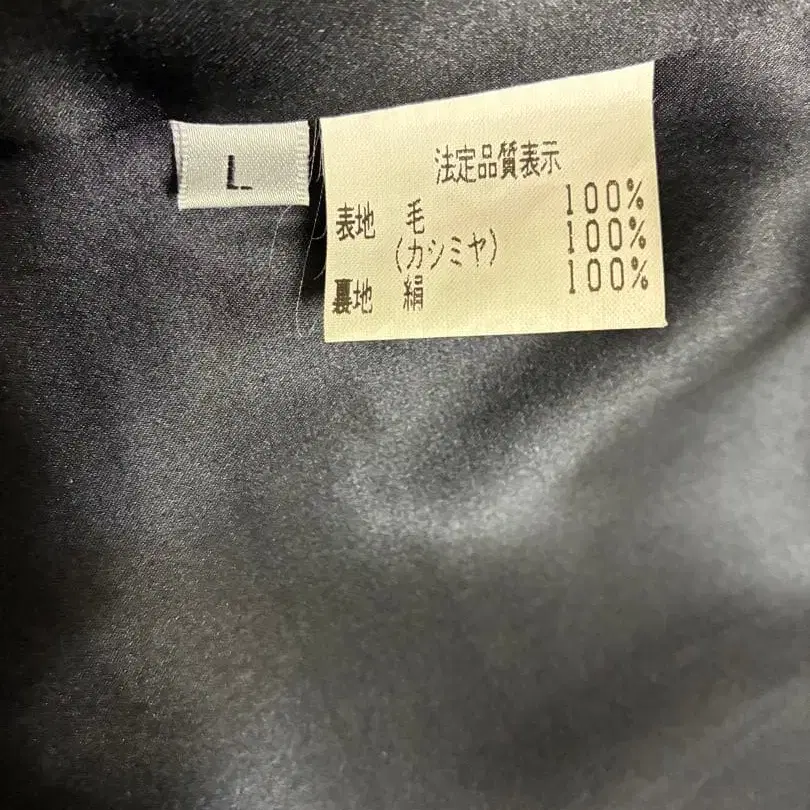 L
法定品質表示
表地 毛 100%
(カシミヤ) 100%
裏地 絹 100%